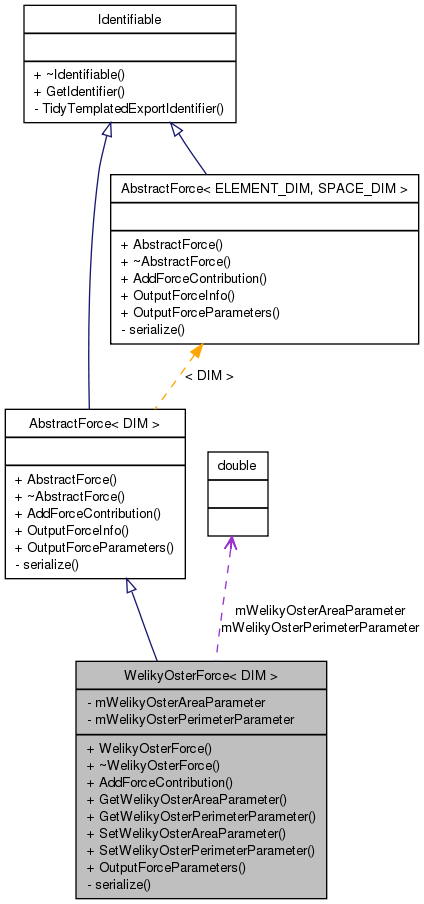 Identifiable
+ ~Identifiable()
+ GetIdentifier()
- TidyTemplatedExportIdentifier()
AbstractForce< ELEMENT_DIM, SPACE_DIM >
+ AbstractForce()
+ ~AbstractForce()
+ AddForceContribution()
+ OutputForceInfo()
+ OutputForceParameters()
- serialize()
< DIM >
AbstractForce< DIM >
+ AbstractForce()
+ ~AbstractForce()
+ AddForceContribution()
+ OutputForceInfo()
+ OutputForceParameters()
- serialize()
double
mWelikyOsterAreaParameter
mWelikyOsterPerimeterParameter
WelikyOsterForce< DIM >
- mWelikyOsterAreaParameter
- mWelikyOsterPerimeterParameter
+ WelikyOsterForce()
+ ~WelikyOsterForce()
+ AddForceContribution()
+ GetWelikyOsterAreaParameter()
+ GetWelikyOsterPerimeterParameter()
+ SetWelikyOsterAreaParameter()
+ SetWelikyOsterPerimeterParameter()
+ OutputForceParameters()
- serialize()